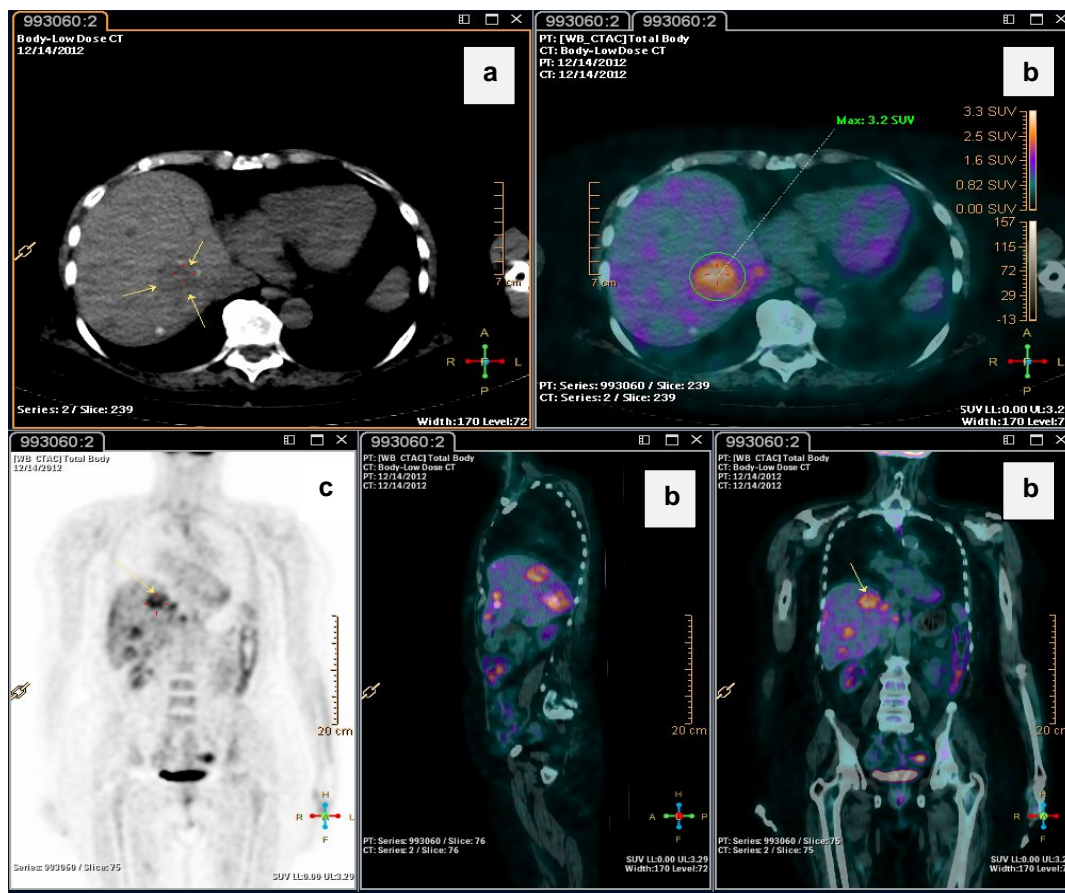 993060:2
Body-Low Dose CT
12/14/2012
a
7 cm
A
R
L
P
Series: 2 / Slice: 239
Width:170 Level:72
993060:2
993060:2
PT: [WB_CTAC] Total Body
CT: Body-Low Dose CT
PT: 12/14/2012
CT: 12/14/2012
b
Max: 3.2 SUV
3.3 SUV
2.5 SUV
1.6 SUV
0.82 SUV
0.00 SUV
157
115
72
29
-13
7 cm
A
R
L
P
PT: Series: 993060 / Slice: 239
CT: Series: 2 / Slice: 239
SUV LL:0.00 UL:3.2
Width:170 Level:7
993060:2
[WB_CTAC] Total Body
12/14/2012
c
20 cm
H
R A L
F
Series: 993060 / Slice: 75
SUV LL:0.00 UL:3.29
993060:2
PT: [WB_CTAC] Total Body
CT: Body-Low Dose CT
PT: 12/14/2012
CT: 12/14/2012
b
20 cm
H
A R P
F
PT: Series: 993060 / Slice: 76
CT: Series: 2 / Slice: 76
SUV LL:0.00 UL:3.29
Width:170 Level:72
993060:2
PT: [WB_CTAC] Total Body
CT: Body-Low Dose CT
PT: 12/14/2012
CT: 12/14/2012
b
20 cm
H
R A L
F
PT: Series: 993060 / Slice: 75
CT: Series: 2 / Slice: 75
SUV LL:0.00 UL:3.29
Width:170 Level:7